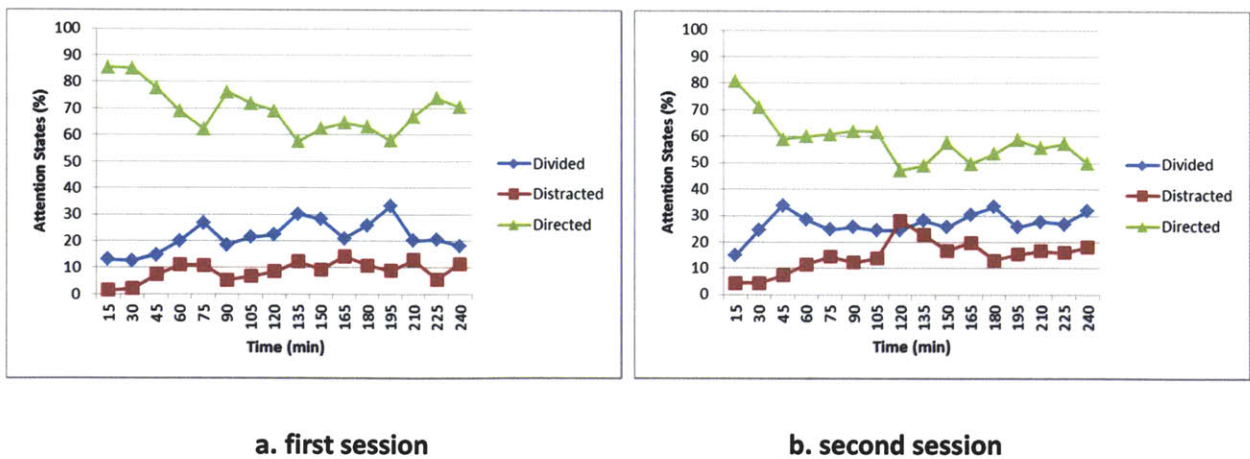 100
90
80
70
60
50
40
30
20
10
0
Attention States (%)
15 30 45 60 75 90 105 120 135 150 165 180 195 210 225 240
Time (min)
Divided
Distracted
Directed
a. first session
100
90
80
70
60
50
40
30
20
10
0
Attention States (%)
15 30 45 60 75 90 105 120 135 150 165 180 195 210 225 240
Time (min)
Divided
Distracted
Directed
b. second session